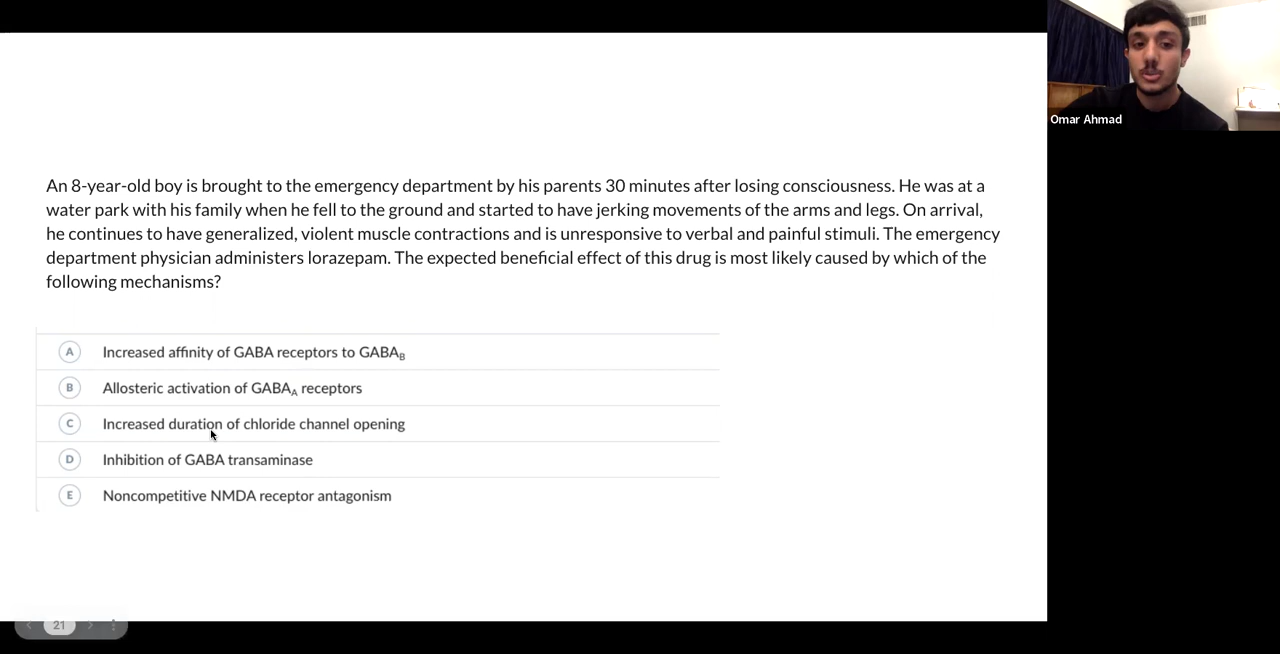 Omar Ahmad
An 8-year-old boy is brought to the emergency department by his parents 30 minutes after losing consciousness. He was at a
water park with his family when he fell to the ground and started to have jerking movements of the arms and legs. On arrival,
he continues to have generalized, violent muscle contractions and is unresponsive to verbal and painful stimuli. The emergency
department physician administers lorazepam. The expected beneficial effect of this drug is most likely caused by which of the
following mechanisms?
A Increased affinity of GABA receptors to GABA_B
B Allosteric activation of GABA_A receptors
C Increased duration of chloride channel opening
D Inhibition of GABA transaminase
E Noncompetitive NMDA receptor antagonism
21